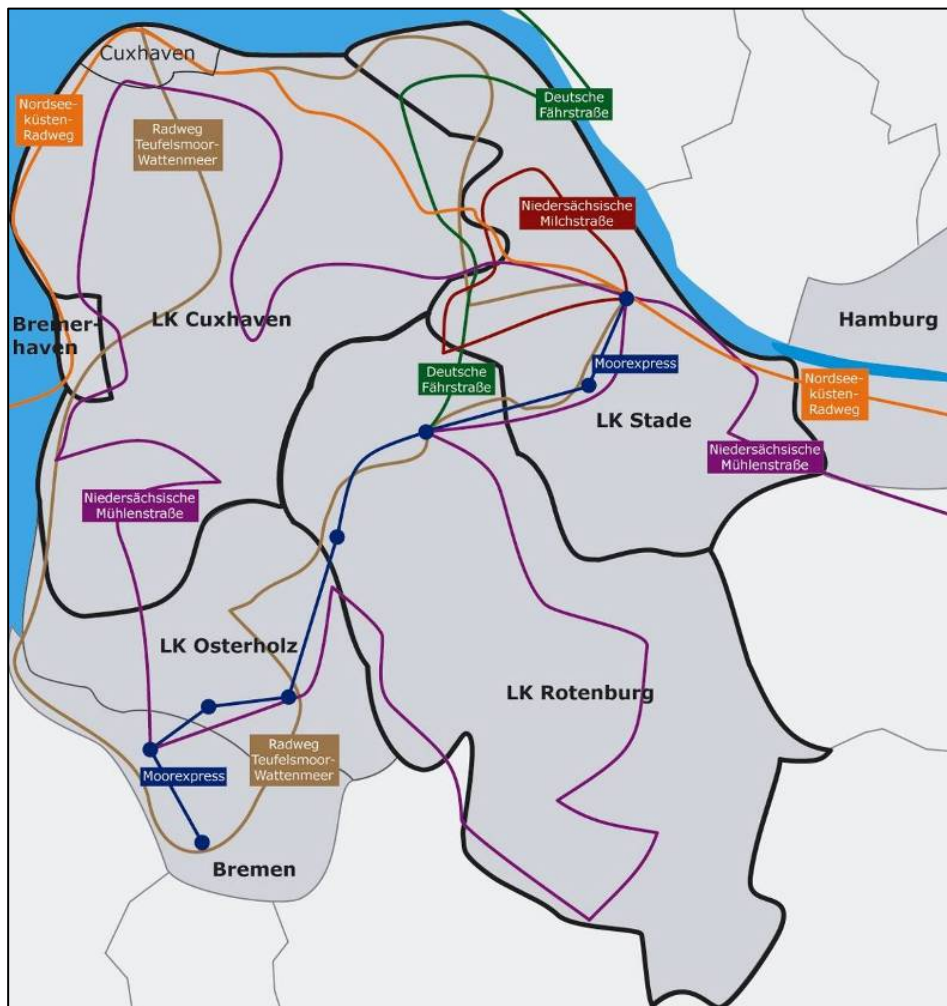 Cuxhaven
Nordsee-
küsten-
Radweg
Radweg
Teufelsmoor-
Wattenmeer
Deutsche
Fährstraße
Niedersächsische
Milchstraße
LK Cuxhaven
Bremer-
haven
Hamburg
Moorexpress
Deutsche
Fährstraße
Nordsee-
küsten-
Radweg
LK Stade
Niedersächsische
Mühlenstraße
Niedersächsische
Mühlenstraße
LK Osterholz
LK Rotenburg
Radweg
Teufelsmoor-
Wattenmeer
Moorexpress
Bremen